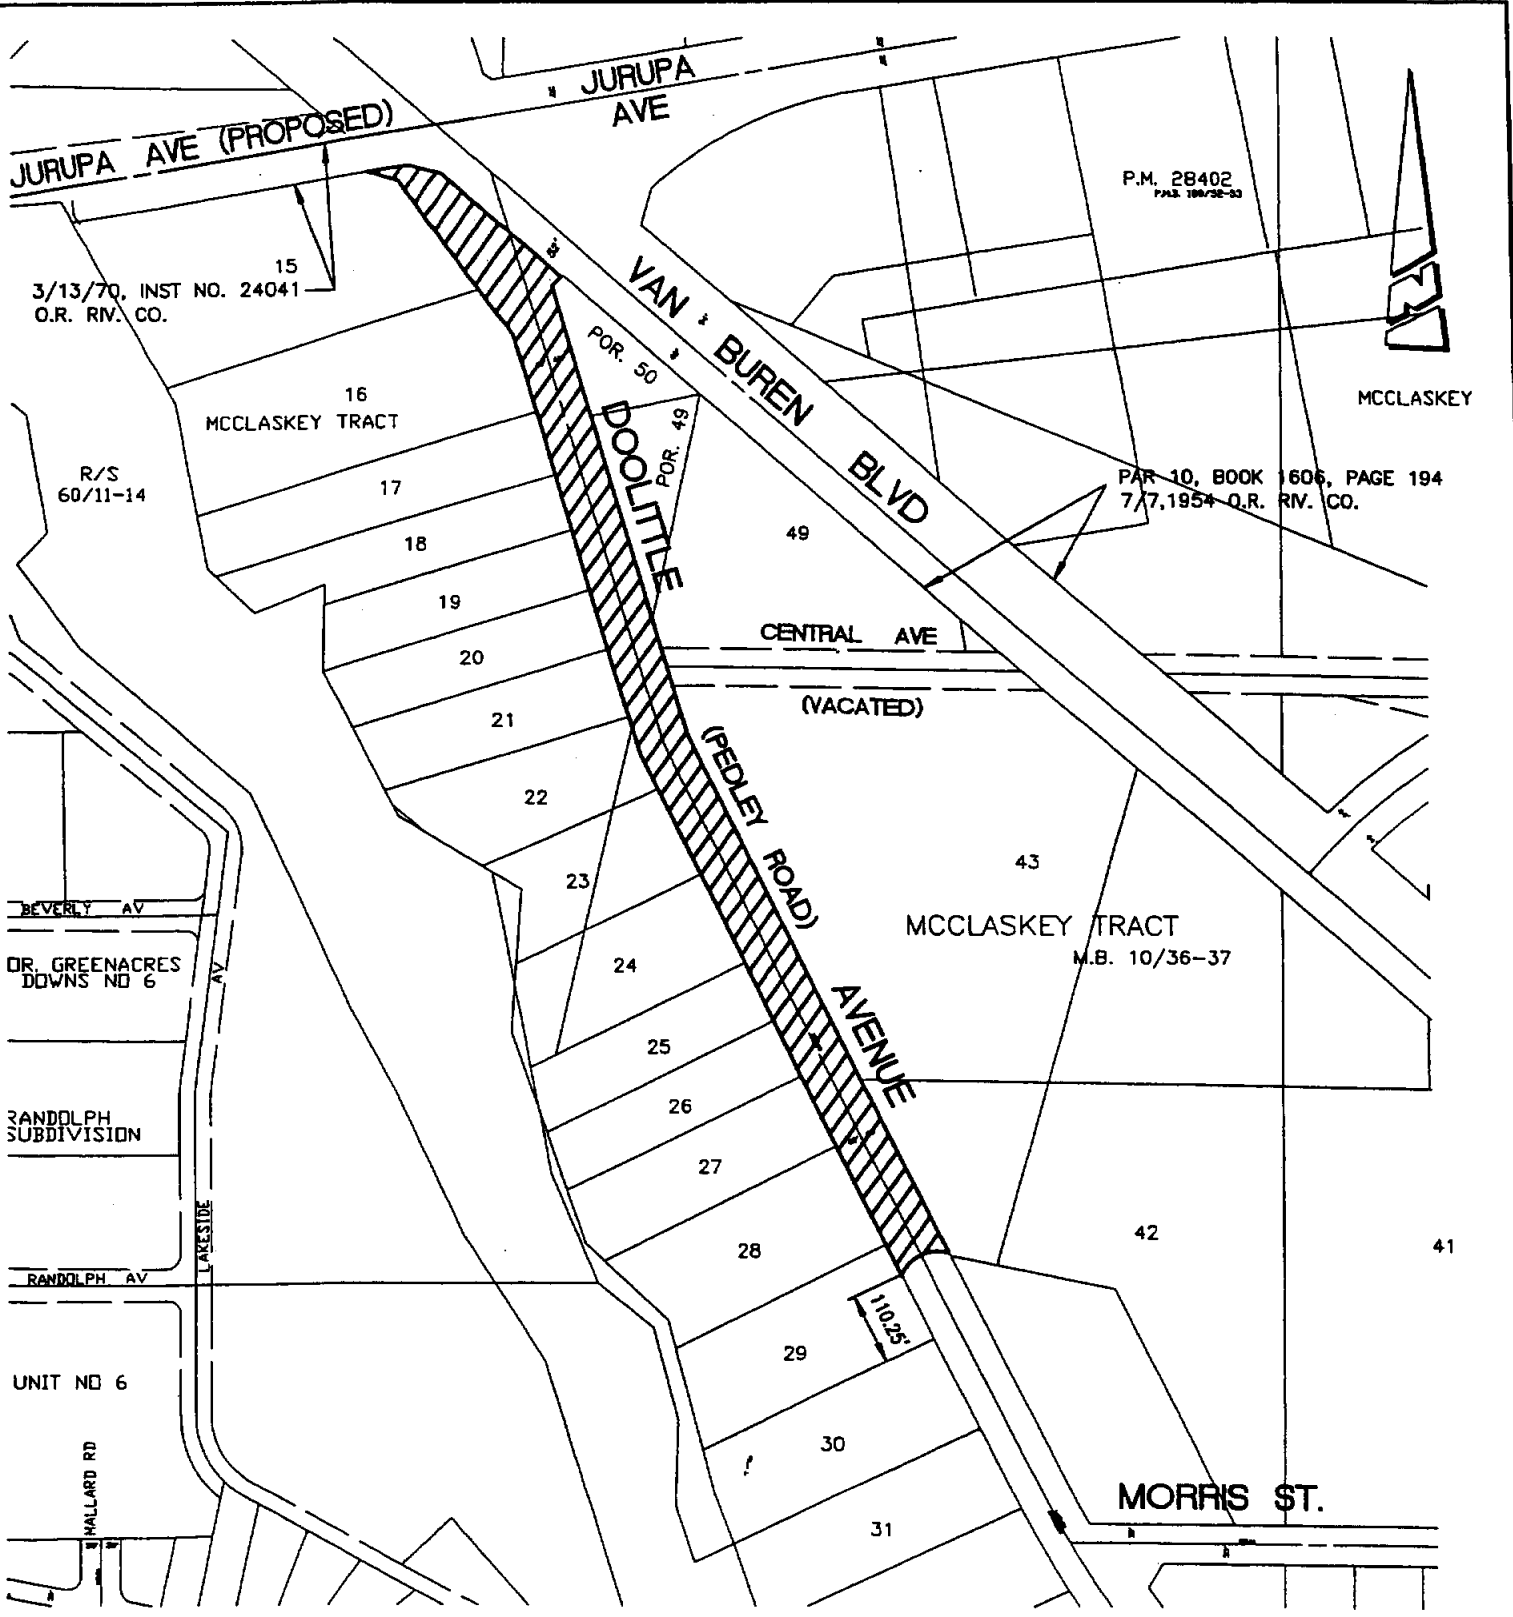 JURUPA
AVE
JURUPA AVE (PROPOSED)
P.M. 28402
P.M.B. 188/52-53
15
3/13/70, INST NO. 24041
O.R. RIV. CO.
VAN BUREN BLVD
POR. 50
16
MCCLASKEY TRACT
MCCLASKEY
POR. 49
DOOLITTLE
R/S
60/11-14
17
PAR 10, BOOK 1606, PAGE 194
7/7,1954 O.R. RIV. CO.
49
18
19
CENTRAL AVE
20
(VACATED)
21
(PEDLEY ROAD)
22
43
23
BEVERLY AV
MCCLASKEY TRACT
M.B. 10/36-37
OR. GREENACRES
DOWNS NO 6
24
AV
AVENUE
25
26
RANDOLPH
SUBDIVISION
27
LAKESIDE
28
42
41
RANDOLPH AV
110.25'
29
UNIT NO 6
30
MALLARD RD
MORRIS ST.
31